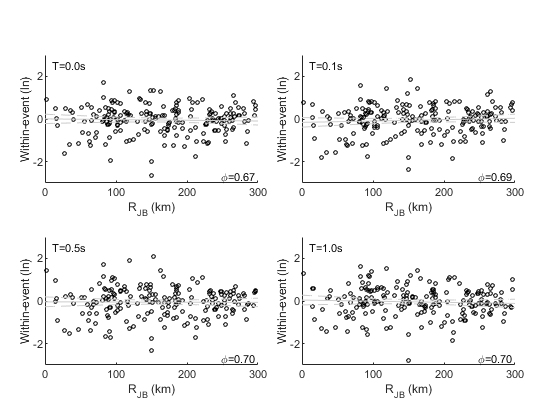 T=0.0s
Within-event (ln)
2
0
-2
ϕ=0.67
0 100 200 300
R_JB (km)
T=0.1s
Within-event (ln)
2
0
-2
ϕ=0.69
0 100 200 300
R_JB (km)
T=0.5s
Within-event (ln)
2
0
-2
ϕ=0.70
0 100 200 300
R_JB (km)
T=1.0s
Within-event (ln)
2
0
-2
ϕ=0.70
0 100 200 300
R_JB (km)